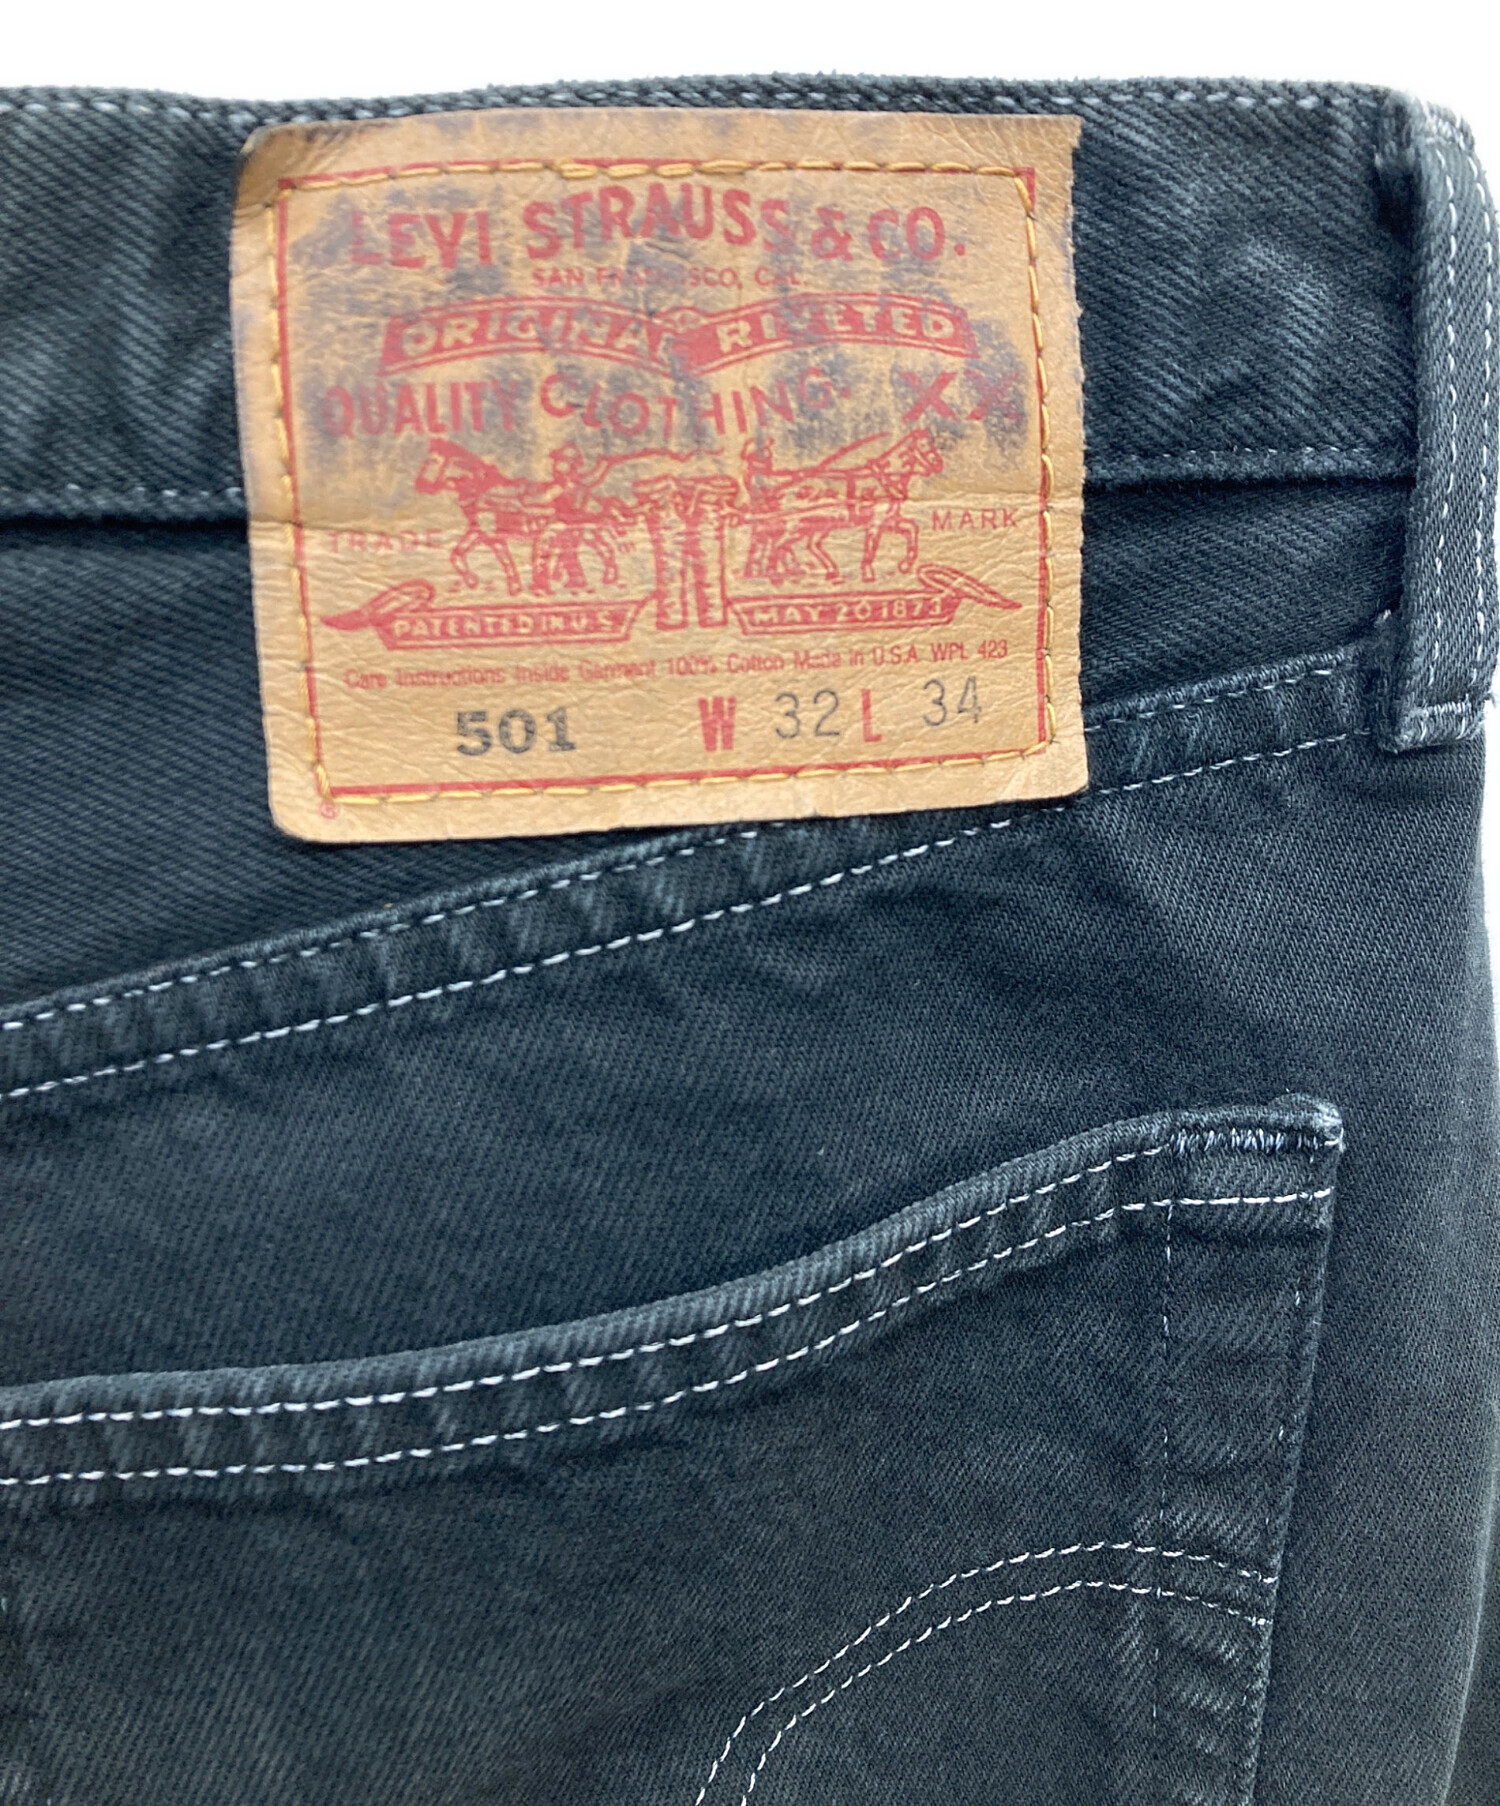 LEVI STRAUSS & CO.
SAN FRANCISCO, CAL.
ORIGINAL RIVETED
QUALITY CLOTHING. XX
TRADE MARK
PATENTED IN U.S. MAY 20 1873
Care Instructions Inside Garment 100% Cotton Made in U.S.A. WPL 423
501 W 32 L 34
®